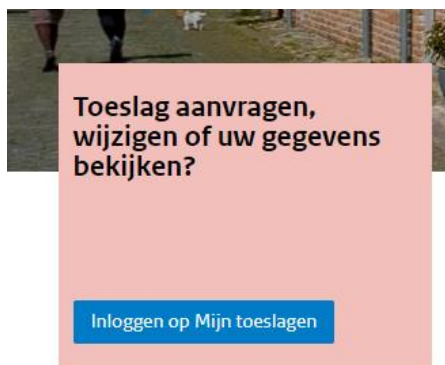 Toeslag aanvragen,
wijzigen of uw gegevens
bekijken?
Inloggen op Mijn toeslagen